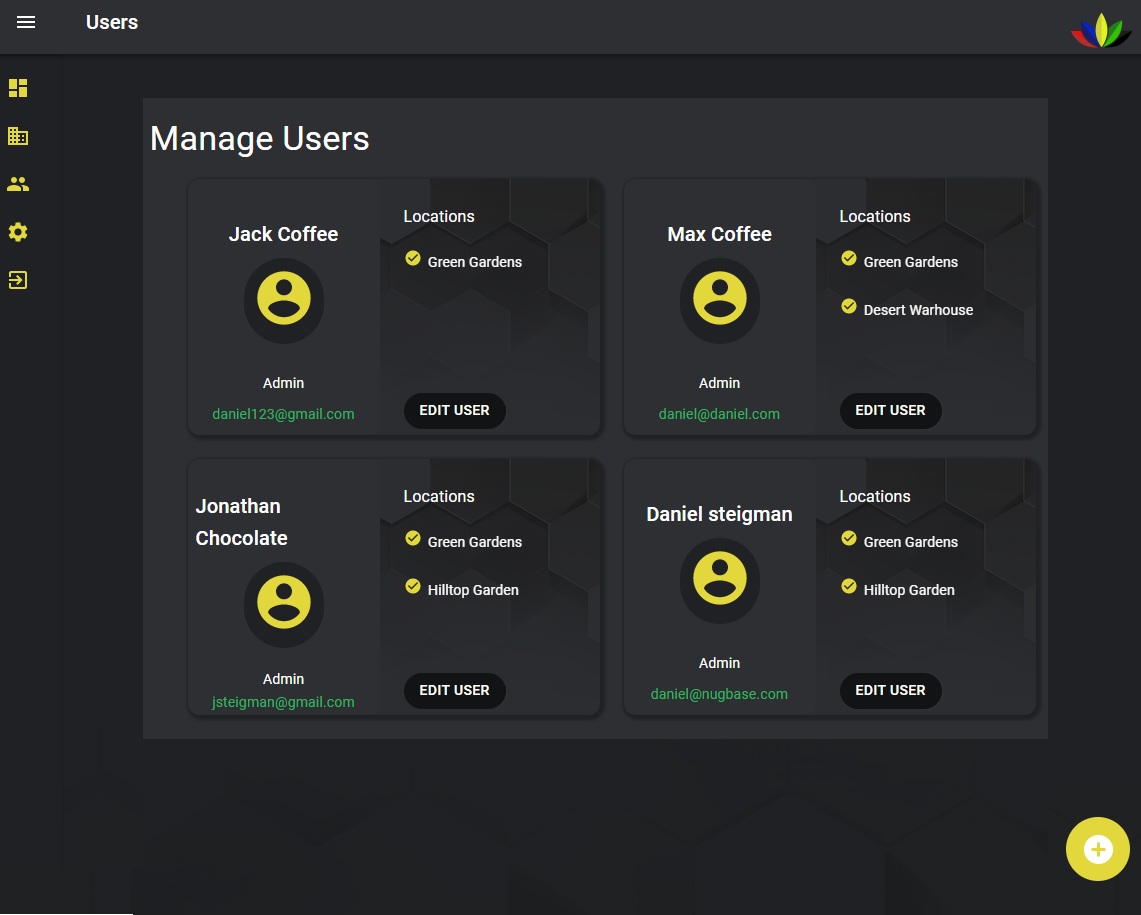 Users
Manage Users
Jack Coffee
Admin
daniel123@gmail.com
Locations
Green Gardens
EDIT USER
Max Coffee
Admin
daniel@daniel.com
Locations
Green Gardens
Desert Warhouse
EDIT USER
Jonathan
Chocolate
Admin
jsteigman@gmail.com
Locations
Green Gardens
Hilltop Garden
EDIT USER
Daniel steigman
Admin
daniel@nugbase.com
Locations
Green Gardens
Hilltop Garden
EDIT USER